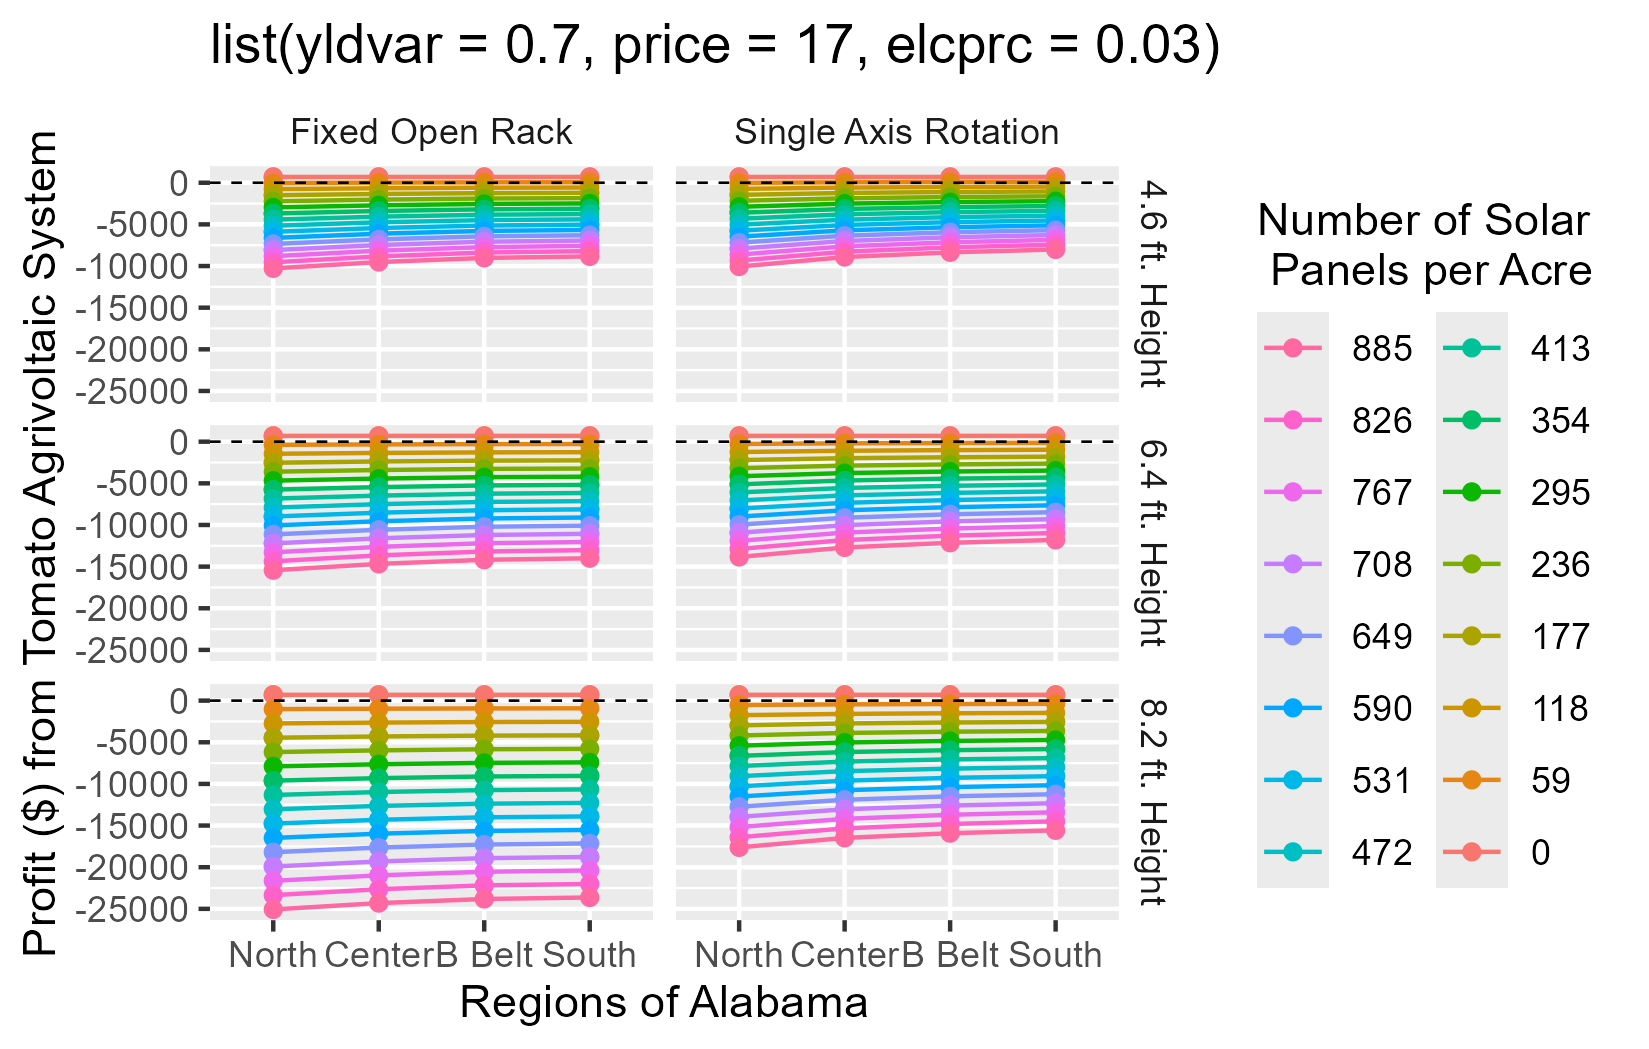 list(yldvar = 0.7, price = 17, elcprc = 0.03)
Profit ($) from Tomato Agrivoltaic System
Fixed Open Rack
Single Axis Rotation
0
-5000
-10000
-15000
-20000
-25000
4.6 ft. Height
0
-5000
-10000
-15000
-20000
-25000
6.4 ft. Height
0
-5000
-10000
-15000
-20000
-25000
8.2 ft. Height
North Center B Belt South
North Center B Belt South
Regions of Alabama
Number of Solar
Panels per Acre
885
826
767
708
649
590
531
472
413
354
295
236
177
118
59
0